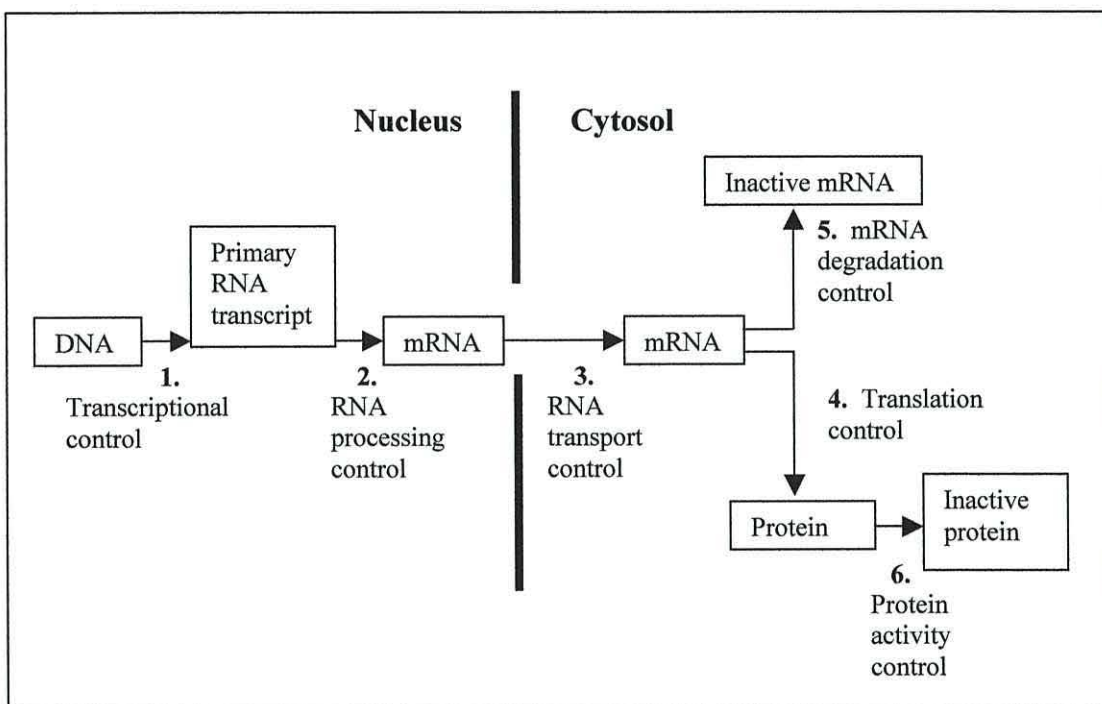 Nucleus
Cytosol
Inactive mRNA
5. mRNA
degradation
control
Primary
RNA
transcript
DNA
mRNA
mRNA
1.
Transcriptional
control
2.
RNA
processing
control
3.
RNA
transport
control
4. Translation
control
Protein
Inactive
protein
6.
Protein
activity
control